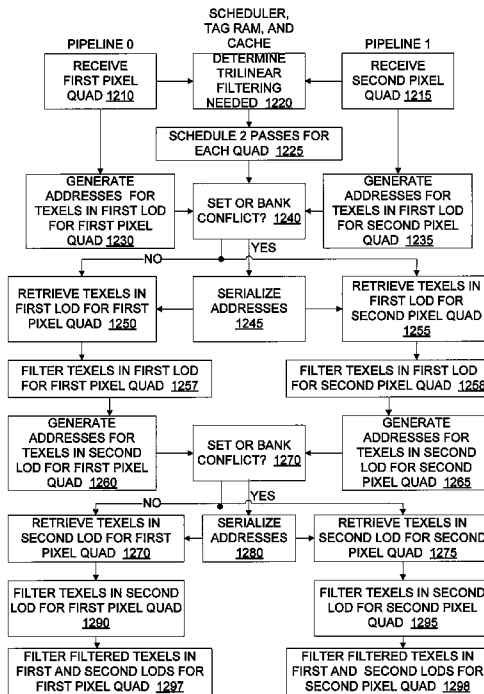 SCHEDULER,
TAG RAM, AND
CACHE
PIPELINE 0
PIPELINE 1
RECEIVE
FIRST PIXEL
QUAD 1210
DETERMINE
TRILINEAR
FILTERING
NEEDED 1220
RECEIVE
SECOND PIXEL
QUAD 1215
SCHEDULE 2 PASSES FOR
EACH QUAD 1225
GENERATE
ADDRESSES FOR
TEXELS IN FIRST LOD
FOR FIRST PIXEL
QUAD 1230
SET OR BANK
CONFLICT? 1240
GENERATE
ADDRESSES FOR
TEXELS IN FIRST LOD
FOR SECOND PIXEL
QUAD 1235
NO
YES
RETRIEVE TEXELS IN
FIRST LOD FOR FIRST
PIXEL QUAD 1250
SERIALIZE
ADDRESSES
1245
RETRIEVE TEXELS IN
FIRST LOD FOR
SECOND PIXEL
QUAD 1255
FILTER TEXELS IN FIRST LOD
FOR FIRST PIXEL QUAD 1257
FILTER TEXELS IN FIRST LOD
FOR SECOND PIXEL QUAD 1258
GENERATE
ADDRESSES FOR
TEXELS IN SECOND
LOD FOR FIRST PIXEL
QUAD 1260
SET OR BANK
CONFLICT? 1270
GENERATE
ADDRESSES FOR
TEXELS IN SECOND
LOD FOR SECOND
PIXEL QUAD 1265
NO
YES
RETRIEVE TEXELS IN
SECOND LOD FOR FIRST
PIXEL QUAD 1270
SERIALIZE
ADDRESSES
1280
RETRIEVE TEXELS IN
SECOND LOD FOR SECOND
PIXEL QUAD 1275
FILTER TEXELS IN SECOND
LOD FOR FIRST PIXEL QUAD
1290
FILTER TEXELS IN SECOND
LOD FOR SECOND PIXEL
QUAD 1295
FILTER FILTERED TEXELS IN
FIRST AND SECOND LODS FOR
FIRST PIXEL QUAD 1297
FILTER FILTERED TEXELS IN
FIRST AND SECOND LODS FOR
SECOND PIXEL QUAD 1298